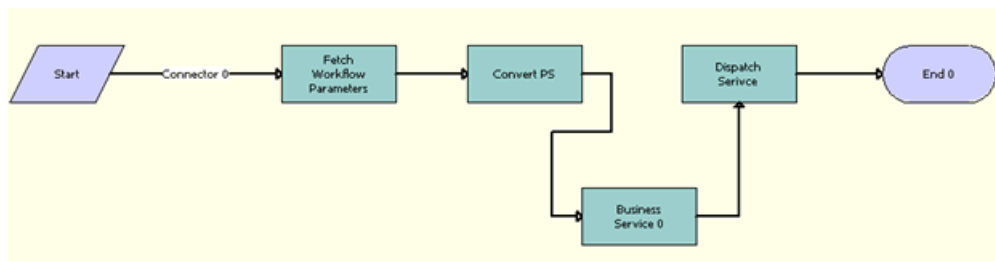 Start
Connector 0
Fetch
Workflow
Parameters
Convert PS
Business
Service 0
Dispatch
Serivce
End 0